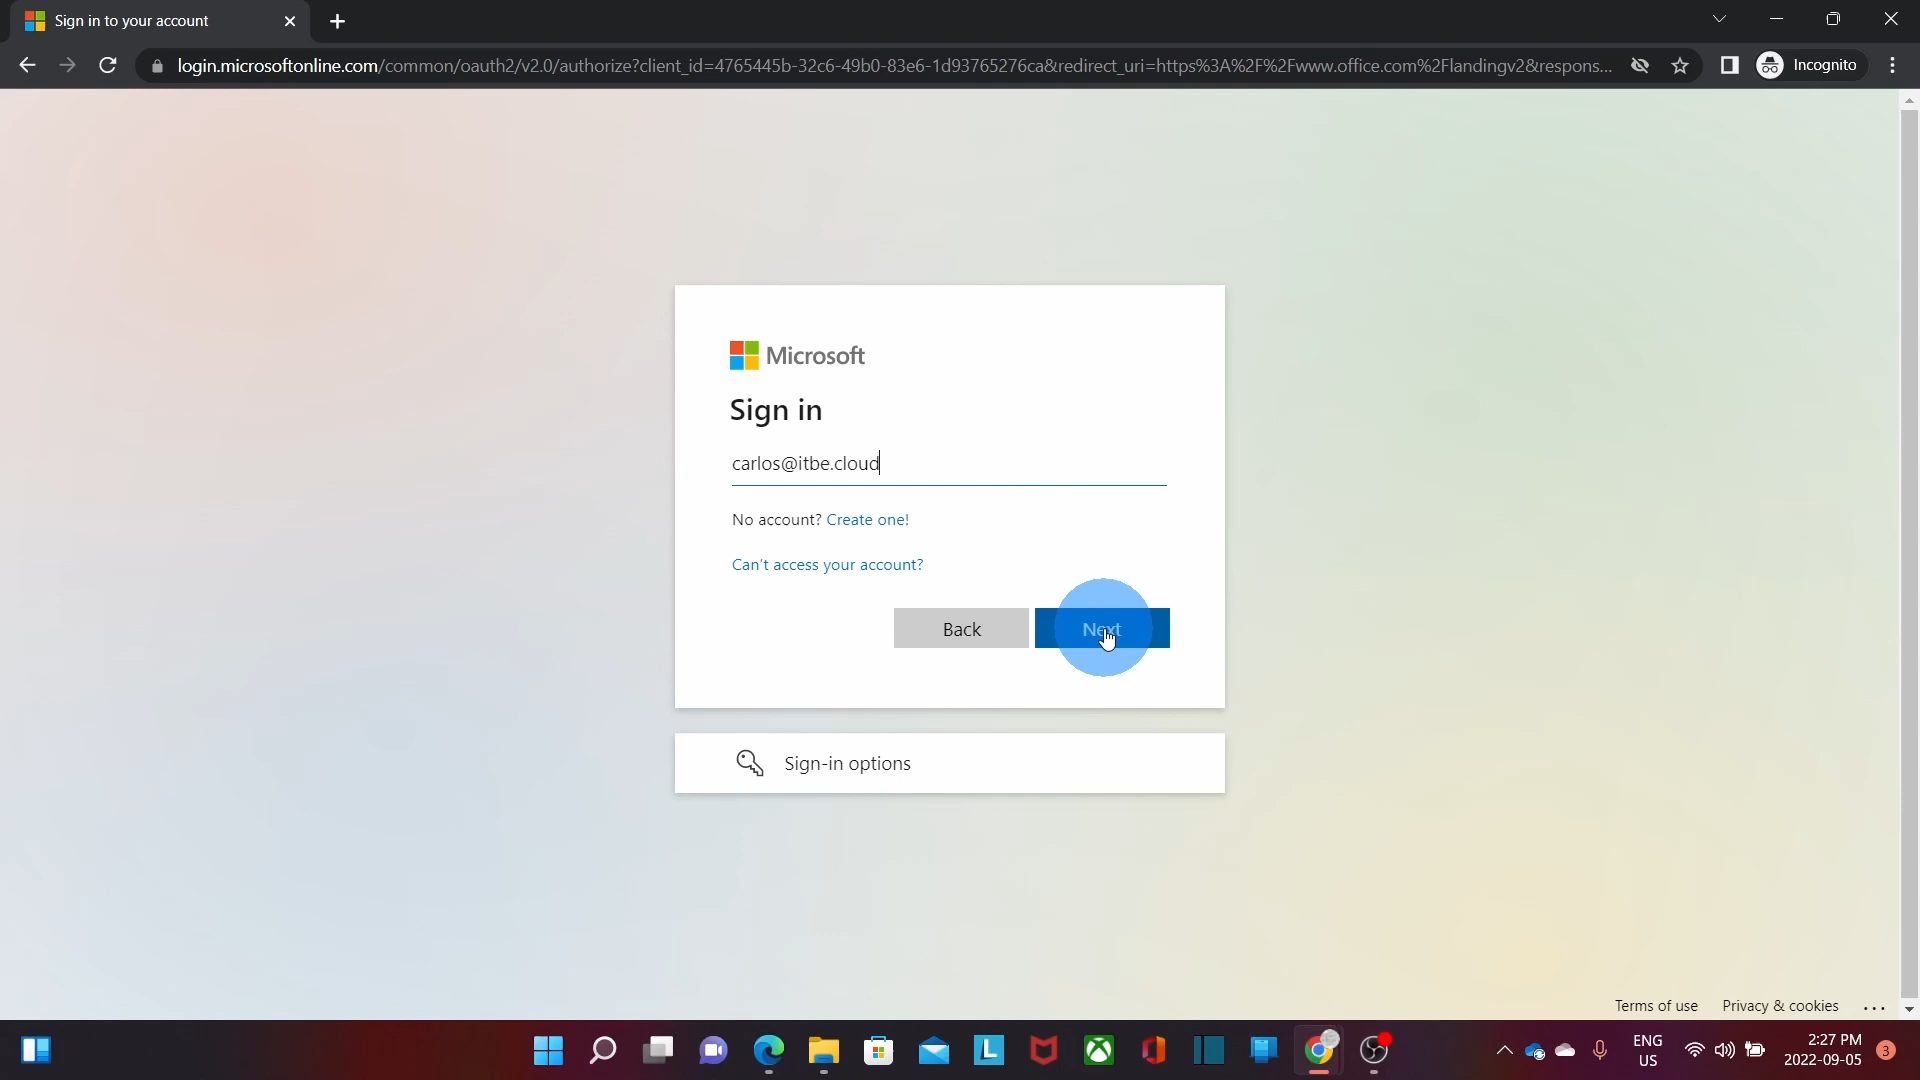 Sign in to your account
login.microsoftonline.com/common/oauth2/v2.0/authorize?client_id=4765445b-32c6-49b0-83e6-1d93765276ca&redirect_uri=https%3A%2F%2Fwww.office.com%2Flandingv2&respons...
Incognito
Microsoft
Sign in
carlos@itbe.cloud
No account? Create one!
Can't access your account?
Back
Next
Sign-in options
Terms of use
Privacy & cookies
...
L
ENG
US
2:27 PM
2022-09-05
3